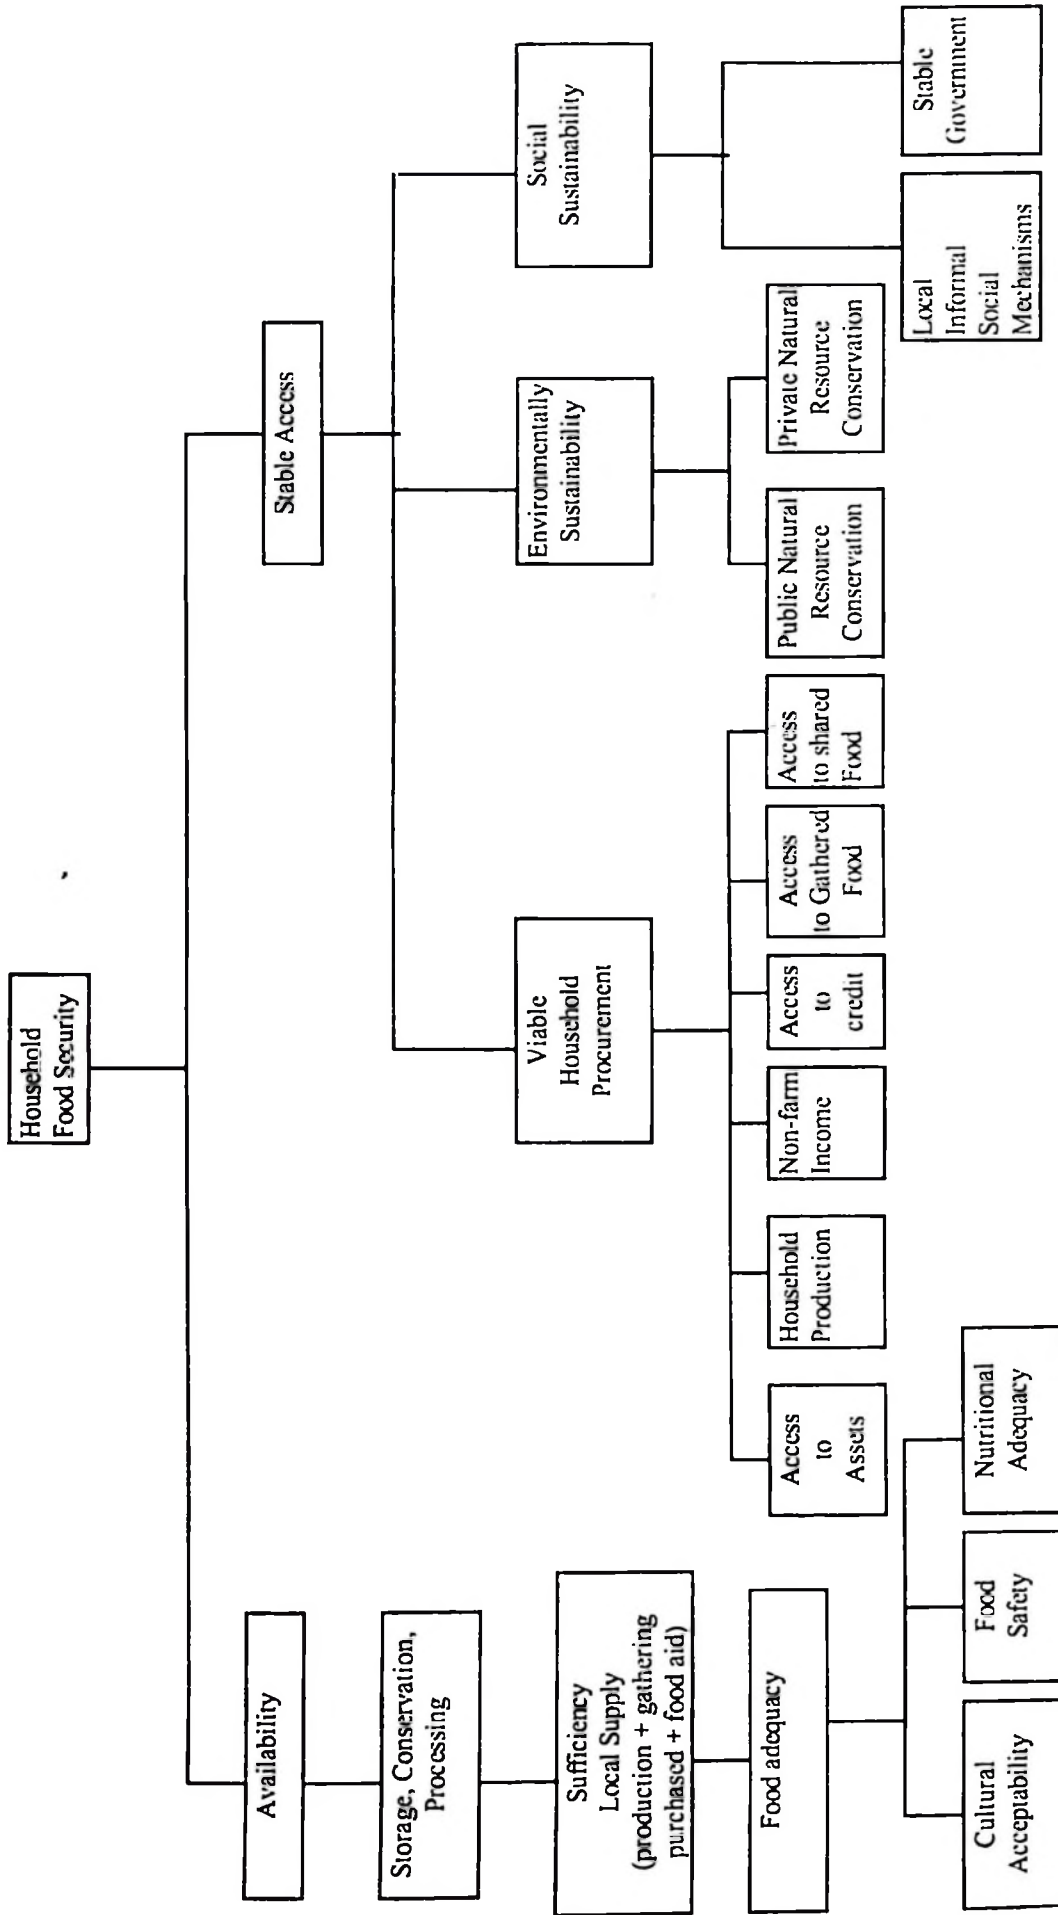 Household
Food Security
Availability
Stable Access
Storage, Conservation,
Processing
Sufficiency
Local Supply
(production + gathering
purchased + food aid)
Food adequacy
Cultural
Acceptability
Food
Safety
Nutritional
Adequacy
Viable
Household
Procurement
Environmentally
Sustainability
Social
Sustainability
Access
to
Assets
Household
Production
Non-farm
Income
Access
to
credit
Access
to Gathered
Food
Access
to shared
Food
Public Natural
Resource
Conservation
Private Natural
Resource
Conservation
Local
Informal
Social
Mechanisms
Stable
Government